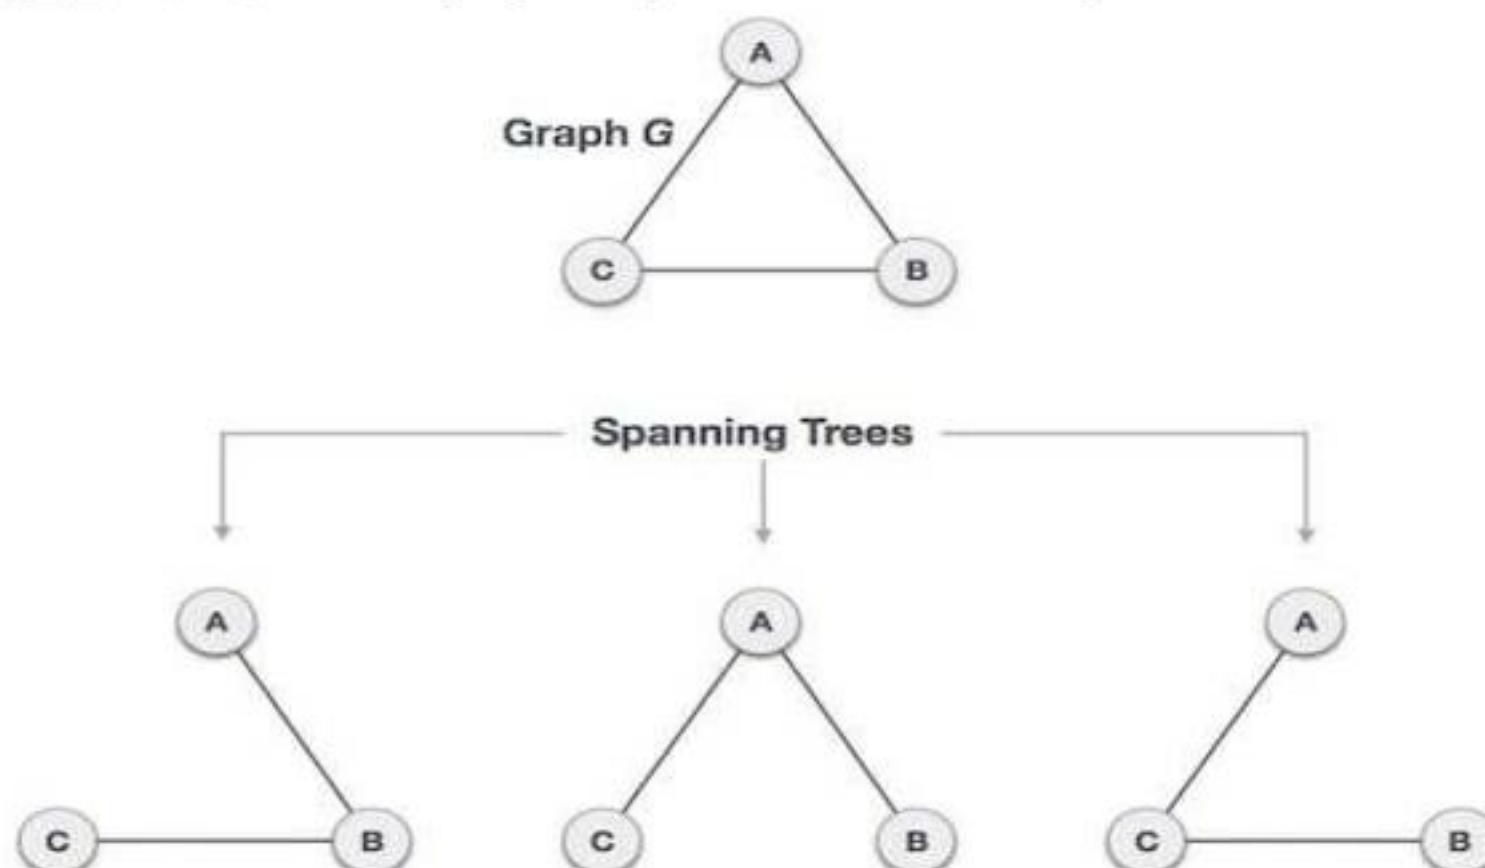 A
Graph G
C B
Spanning Trees
A A A
C B C B C B